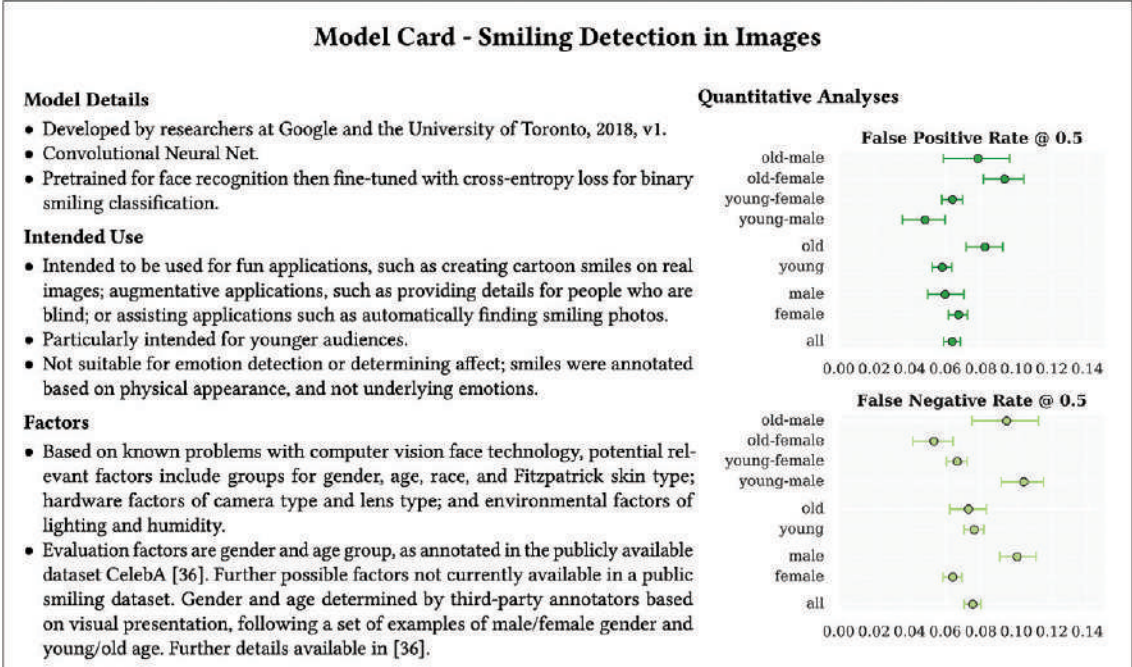 Model Card - Smiling Detection in Images
Model Details
• Developed by researchers at Google and the University of Toronto, 2018, v1.
• Convolutional Neural Net.
• Pretrained for face recognition then fine-tuned with cross-entropy loss for binary
smiling classification.
Intended Use
• Intended to be used for fun applications, such as creating cartoon smiles on real
images; augmentative applications, such as providing details for people who are
blind; or assisting applications such as automatically finding smiling photos.
• Particularly intended for younger audiences.
• Not suitable for emotion detection or determining affect; smiles were annotated
based on physical appearance, and not underlying emotions.
Factors
• Based on known problems with computer vision face technology, potential rel-
evant factors include groups for gender, age, race, and Fitzpatrick skin type;
hardware factors of camera type and lens type; and environmental factors of
lighting and humidity.
• Evaluation factors are gender and age group, as annotated in the publicly available
dataset CelebA [36]. Further possible factors not currently available in a public
smiling dataset. Gender and age determined by third-party annotators based
on visual presentation, following a set of examples of male/female gender and
young/old age. Further details available in [36].
Quantitative Analyses
False Positive Rate @ 0.5
old-male
old-female
young-female
young-male
old
young
male
female
all
0.00 0.02 0.04 0.06 0.08 0.10 0.12 0.14
False Negative Rate @ 0.5
old-male
old-female
young-female
young-male
old
young
male
female
all
0.00 0.02 0.04 0.06 0.08 0.10 0.12 0.14